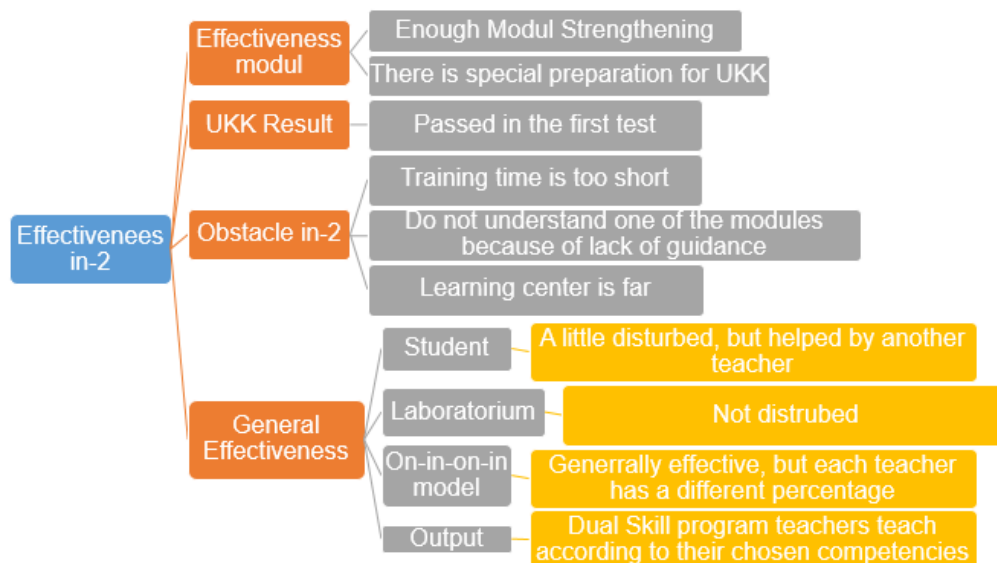 Effectivenees
in-2
Effectiveness
modul
Enough Modul Strengthening
There is special preparation for UKK
UKK Result
Passed in the first test
Obstacle in-2
Training time is too short
Do not understand one of the modules
because of lack of guidance
Learning center is far
General
Effectiveness
Student
A little disturbed, but helped by another
teacher
Laboratorium
Not distrubed
On-in-on-in
model
Generrally effective, but each teacher
has a different percentage
Output
Dual Skill program teachers teach
according to their chosen competencies